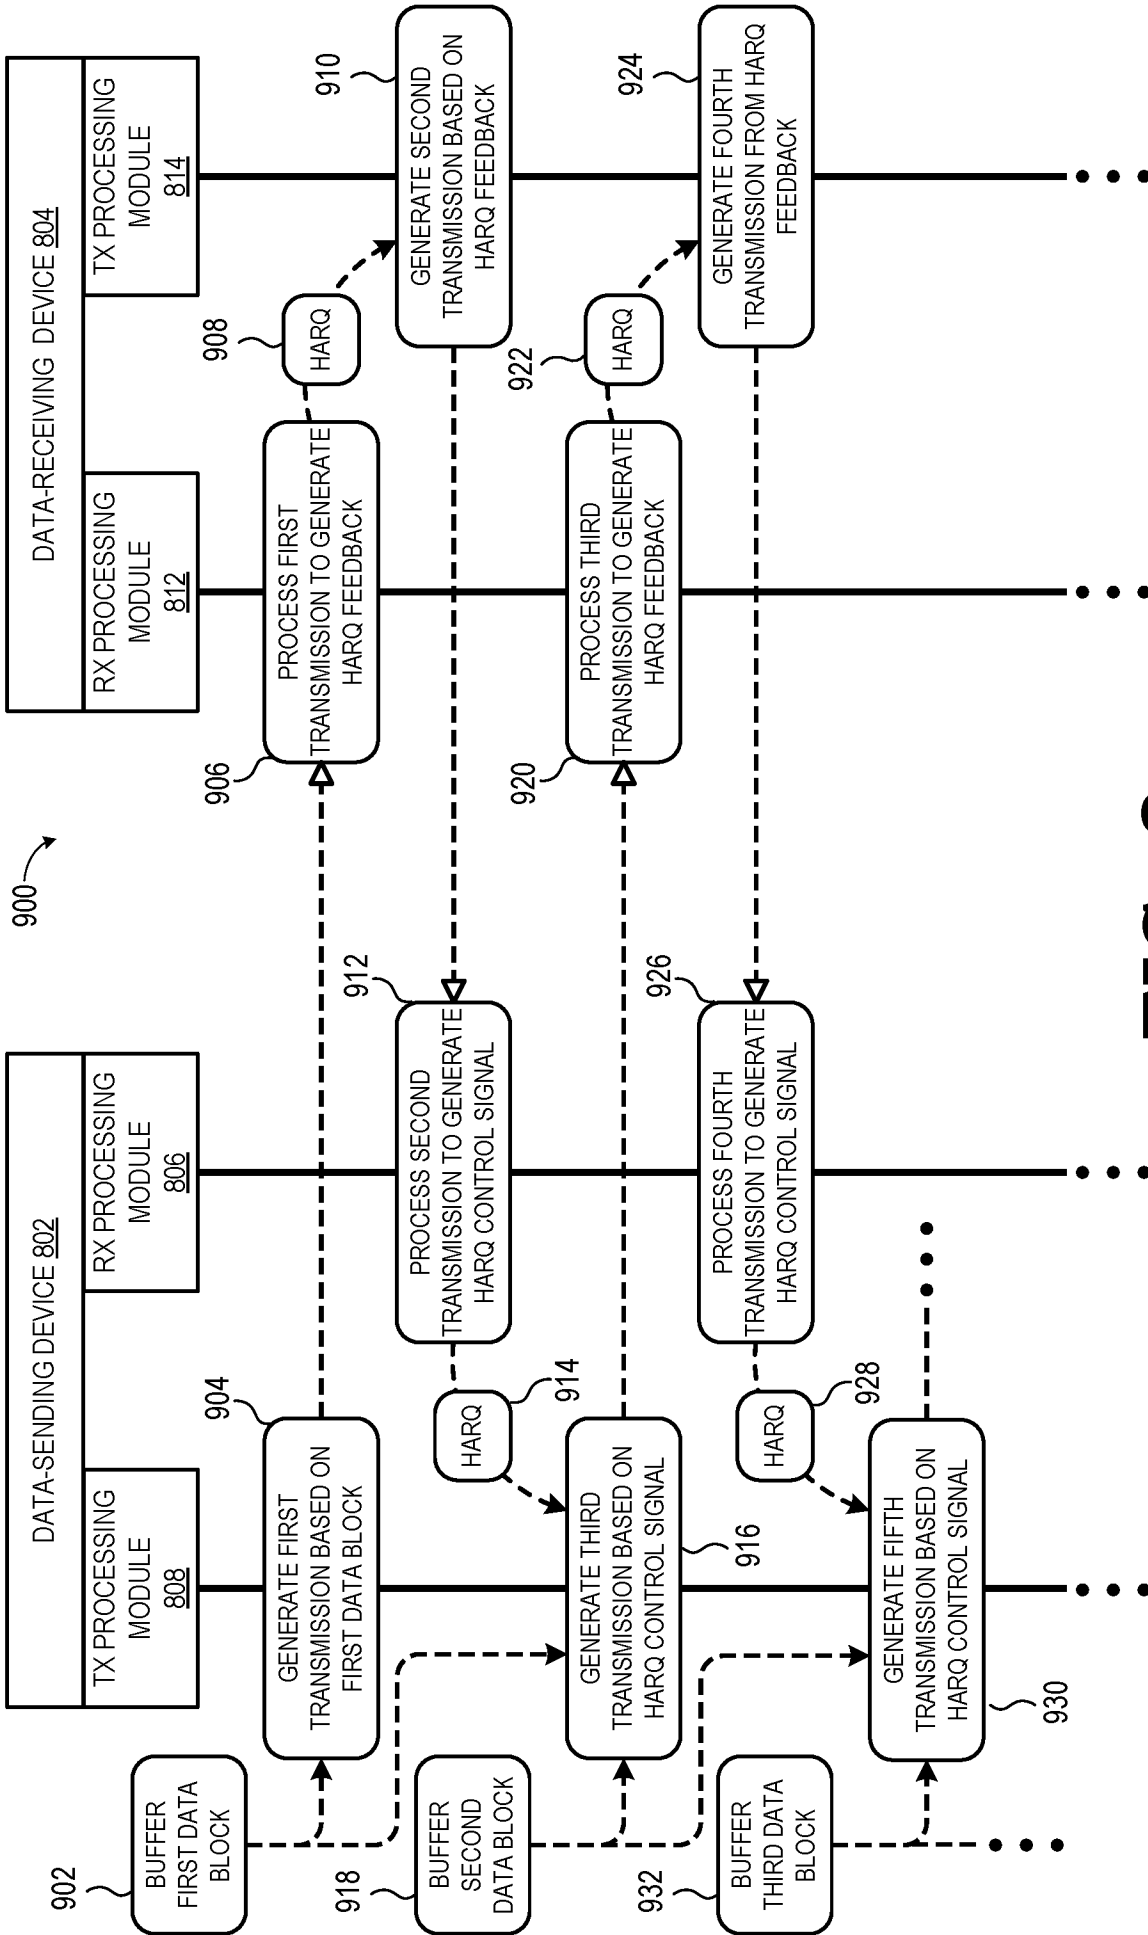 900
DATA-SENDING DEVICE 802
TX PROCESSING
MODULE
808
RX PROCESSING
MODULE
806
DATA-RECEIVING DEVICE 804
RX PROCESSING
MODULE
812
TX PROCESSING
MODULE
814
902
BUFFER
FIRST DATA
BLOCK
904
GENERATE FIRST
TRANSMISSION BASED ON
FIRST DATA BLOCK
906
PROCESS FIRST
TRANSMISSION TO GENERATE
HARQ FEEDBACK
908
HARQ
910
GENERATE SECOND
TRANSMISSION BASED ON
HARQ FEEDBACK
912
PROCESS SECOND
TRANSMISSION TO GENERATE
HARQ CONTROL SIGNAL
914
HARQ
918
BUFFER
SECOND
DATA BLOCK
916
GENERATE THIRD
TRANSMISSION BASED ON
HARQ CONTROL SIGNAL
920
PROCESS THIRD
TRANSMISSION TO GENERATE
HARQ FEEDBACK
922
HARQ
924
GENERATE FOURTH
TRANSMISSION FROM HARQ
FEEDBACK
926
PROCESS FOURTH
TRANSMISSION TO GENERATE
HARQ CONTROL SIGNAL
928
HARQ
932
BUFFER
THIRD DATA
BLOCK
930
GENERATE FIFTH
TRANSMISSION BASED ON
HARQ CONTROL SIGNAL